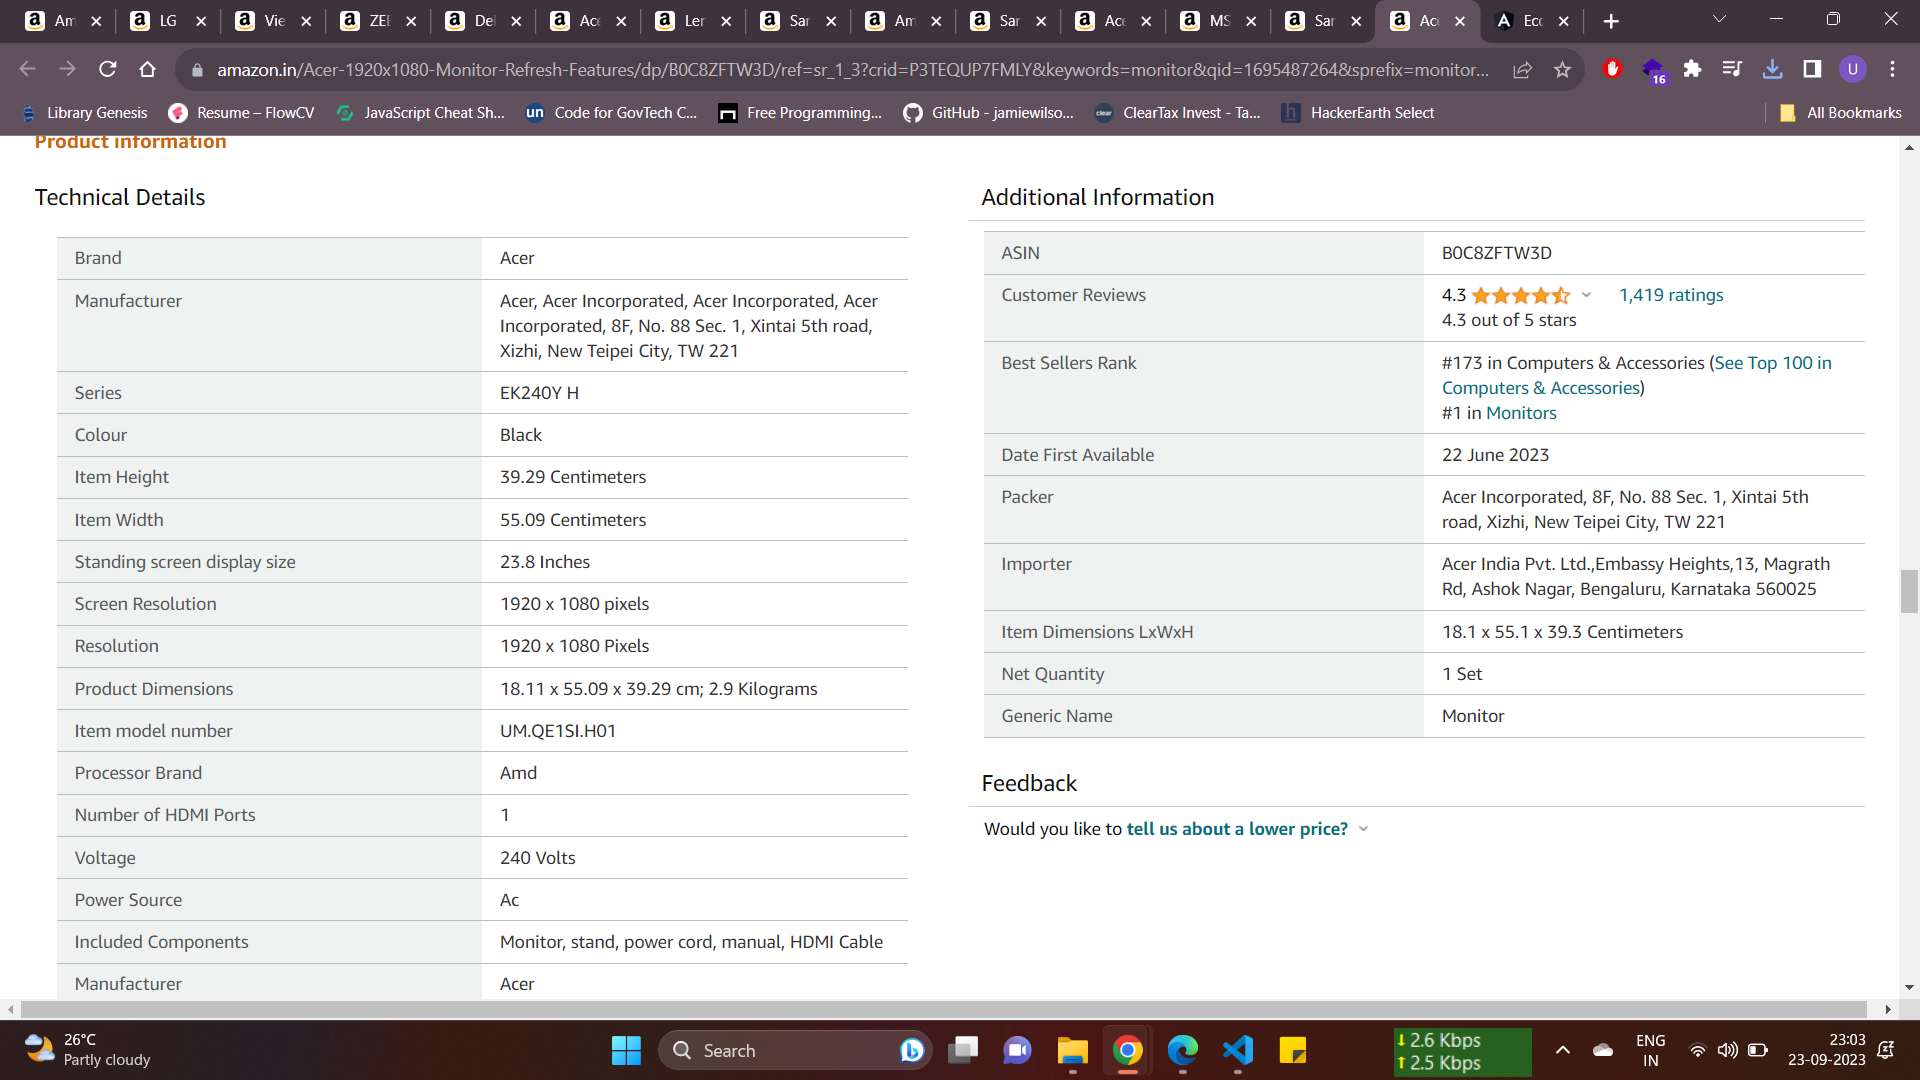 Am
LG
Vie
ZEI
Del
Ace
Ler
Sar
Am
Sar
Ace
MS
Sar
Ace
Ecc
amazon.in/Acer-1920x1080-Monitor-Refresh-Features/dp/B0C8ZFTW3D/ref=sr_1_3?crid=P3TEQUP7FMLY&keywords=monitor&qid=1695487264&sprefix=monitor...
16
U
Library Genesis
Resume – FlowCV
JavaScript Cheat Sh...
un Code for GovTech C...
Free Programming...
GitHub - jamiewilso...
clear ClearTax Invest - Ta...
h HackerEarth Select
All Bookmarks
Product information
Technical Details
Brand Acer
Manufacturer Acer, Acer Incorporated, Acer Incorporated, Acer
Incorporated, 8F, No. 88 Sec. 1, Xintai 5th road,
Xizhi, New Teipei City, TW 221
Series EK240Y H
Colour Black
Item Height 39.29 Centimeters
Item Width 55.09 Centimeters
Standing screen display size 23.8 Inches
Screen Resolution 1920 x 1080 pixels
Resolution 1920 x 1080 Pixels
Product Dimensions 18.11 x 55.09 x 39.29 cm; 2.9 Kilograms
Item model number UM.QE1SI.H01
Processor Brand Amd
Number of HDMI Ports 1
Voltage 240 Volts
Power Source Ac
Included Components Monitor, stand, power cord, manual, HDMI Cable
Manufacturer Acer
Additional Information
ASIN B0C8ZFTW3D
Customer Reviews 4.3 1,419 ratings
4.3 out of 5 stars
Best Sellers Rank #173 in Computers & Accessories (See Top 100 in
Computers & Accessories)
#1 in Monitors
Date First Available 22 June 2023
Packer Acer Incorporated, 8F, No. 88 Sec. 1, Xintai 5th
road, Xizhi, New Teipei City, TW 221
Importer Acer India Pvt. Ltd.,Embassy Heights,13, Magrath
Rd, Ashok Nagar, Bengaluru, Karnataka 560025
Item Dimensions LxWxH 18.1 x 55.1 x 39.3 Centimeters
Net Quantity 1 Set
Generic Name Monitor
Feedback
Would you like to tell us about a lower price?
26°C
Partly cloudy
Search
2.6 Kbps
2.5 Kbps
ENG
IN
23:03
23-09-2023